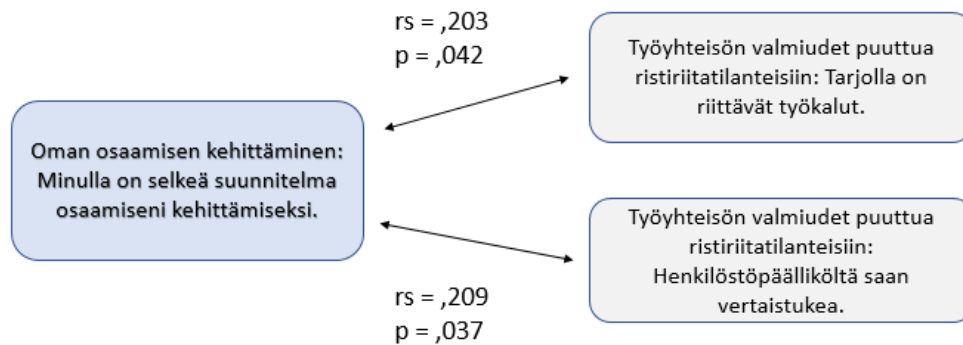 rs = ,203
p = ,042
Työyhteisön valmiudet puuttua
ristiriitatilanteisiin: Tarjolla on
riittävät työkalut.
Oman osaamisen kehittäminen:
Minulla on selkeä suunnitelma
osaamiseni kehittämiseksi.
Työyhteisön valmiudet puuttua
ristiriitatilanteisiin:
Henkilöstöpäälliköltä saan
vertaistukea.
rs = ,209
p = ,037